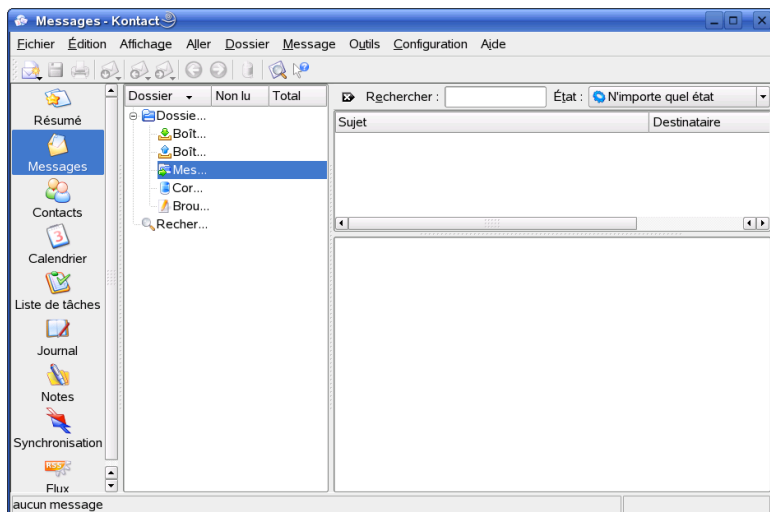 Messages - Kontact
Fichier Édition Affichage Aller Dossier Message Outils Configuration Aide
Résumé
Messages
Contacts
3
Calendrier
Liste de tâches
Journal
Notes
Synchronisation
RSS
Flux
Dossier Non lu Total
Dossie...
Boît...
Boît...
Mes...
Cor...
Brou...
Recher...
Rechercher : État : N'importe quel état
Sujet Destinataire
aucun message